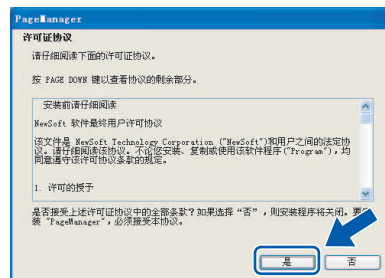 PageManager
许可证协议
请仔细阅读下面的许可证协议。
按 PAGE DOWN 键以查看协议的剩余部分。
安装前请仔细阅读
NewSoft 软件最终用户许可协议
该文件是 NewSoft Technology Corporation ("NewSoft")和用户之间的法定协
议。请仔细阅读该协议。不论您安装、复制或使用该软件程序("Program")，均
同意遵守该许可协议条款的规定。
1. 许可的授予
是否接受上述许可证协议中的全部条款？如果选择“否”，则安装程序将关闭。要
装 "PageManager"，必须接受本协议。
是
否